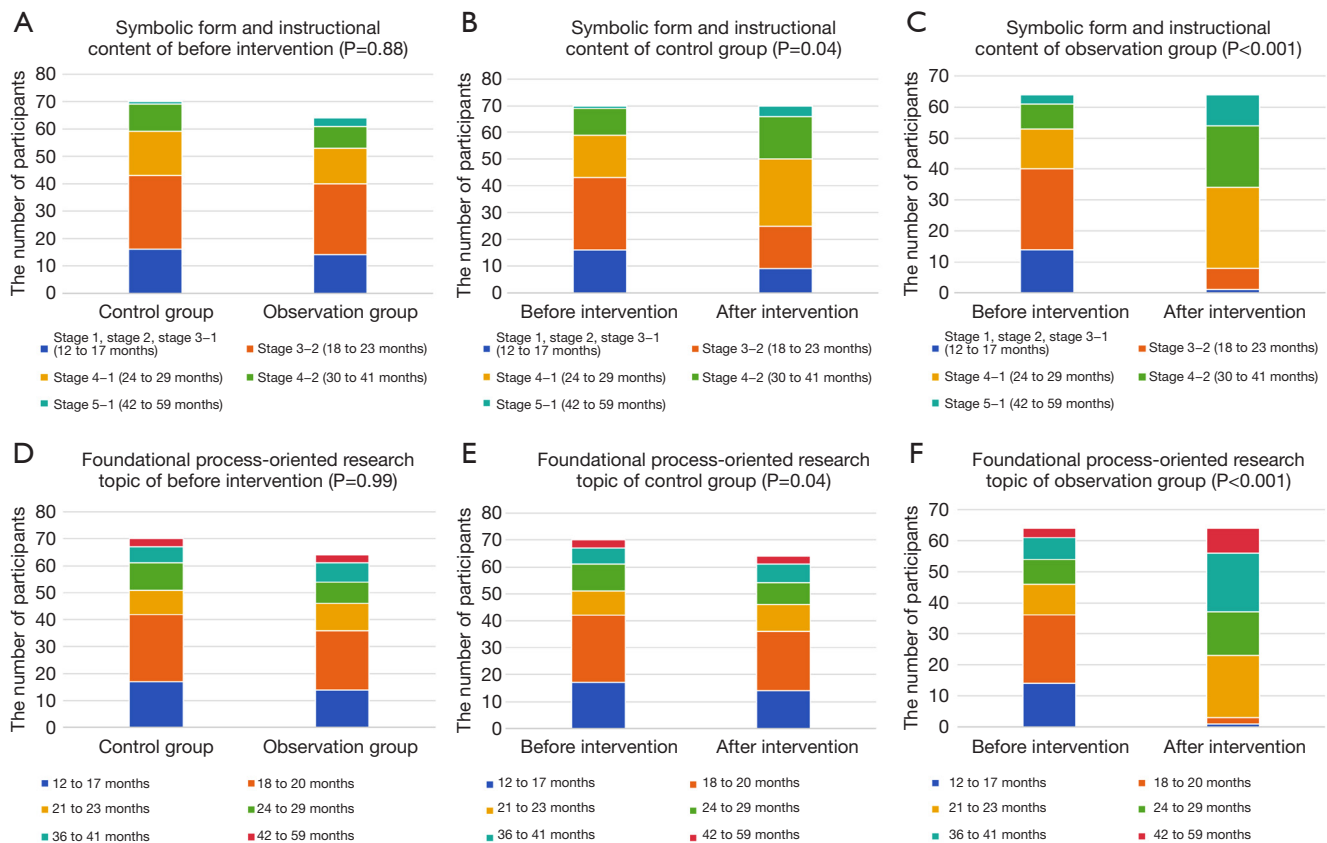 A
Symbolic form and instructional
content of before intervention (P=0.88)
The number of participants
80
70
60
50
40
30
20
10
0
Control group
Observation group
Stage 1, stage 2, stage 3–1
(12 to 17 months)
Stage 3–2 (18 to 23 months)
Stage 4–1 (24 to 29 months)
Stage 4–2 (30 to 41 months)
Stage 5–1 (42 to 59 months)
B
Symbolic form and instructional
content of control group (P=0.04)
The number of participants
80
70
60
50
40
30
20
10
0
Before intervention
After intervention
Stage 1, stage 2, stage 3–1
(12 to 17 months)
Stage 3–2 (18 to 23 months)
Stage 4–1 (24 to 29 months)
Stage 4–2 (30 to 41 months)
Stage 5–1 (42 to 59 months)
C
Symbolic form and instructional
content of observation group (P<0.001)
The number of participants
70
60
50
40
30
20
10
0
Before intervention
After intervention
Stage 1, stage 2, stage 3–1
(12 to 17 months)
Stage 3–2 (18 to 23 months)
Stage 4–1 (24 to 29 months)
Stage 4–2 (30 to 41 months)
Stage 5–1 (42 to 59 months)
D
Foundational process-oriented research
topic of before intervention (P=0.99)
The number of participants
80
70
60
50
40
30
20
10
0
Control group
Observation group
12 to 17 months
18 to 20 months
21 to 23 months
24 to 29 months
36 to 41 months
42 to 59 months
E
Foundational process-oriented research
topic of control group (P=0.04)
The number of participants
80
70
60
50
40
30
20
10
0
Before intervention
After intervention
12 to 17 months
18 to 20 months
21 to 23 months
24 to 29 months
36 to 41 months
42 to 59 months
F
Foundational process-oriented research
topic of observation group (P<0.001)
The number of participants
70
60
50
40
30
20
10
0
Before intervention
After intervention
12 to 17 months
18 to 20 months
21 to 23 months
24 to 29 months
36 to 41 months
42 to 59 months